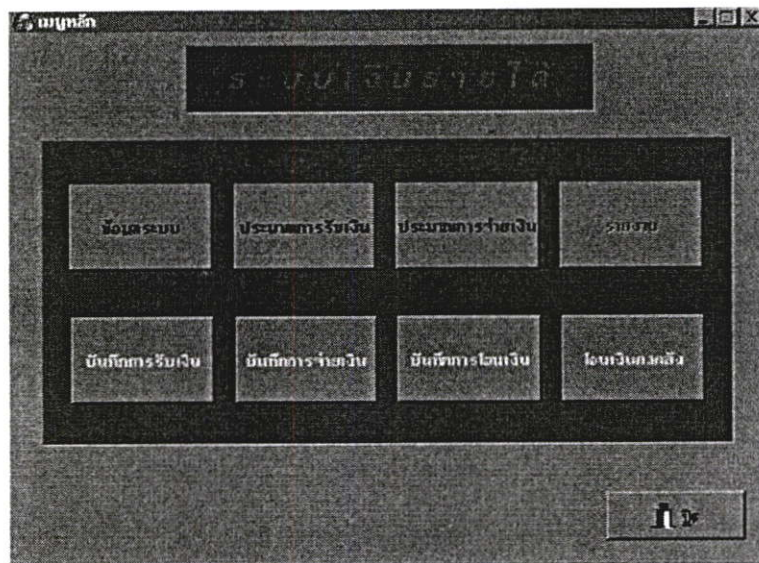 เมนูหลัก
ระบบเงินรายได้
ข้อมูลระบบ ประมาณการรับเงิน ประมาณการจ่ายเงิน รายงาน
บันทึกการรับเงิน บันทึกการจ่ายเงิน บันทึกการโอนเงิน โอนเงินคงคลัง
ปิด